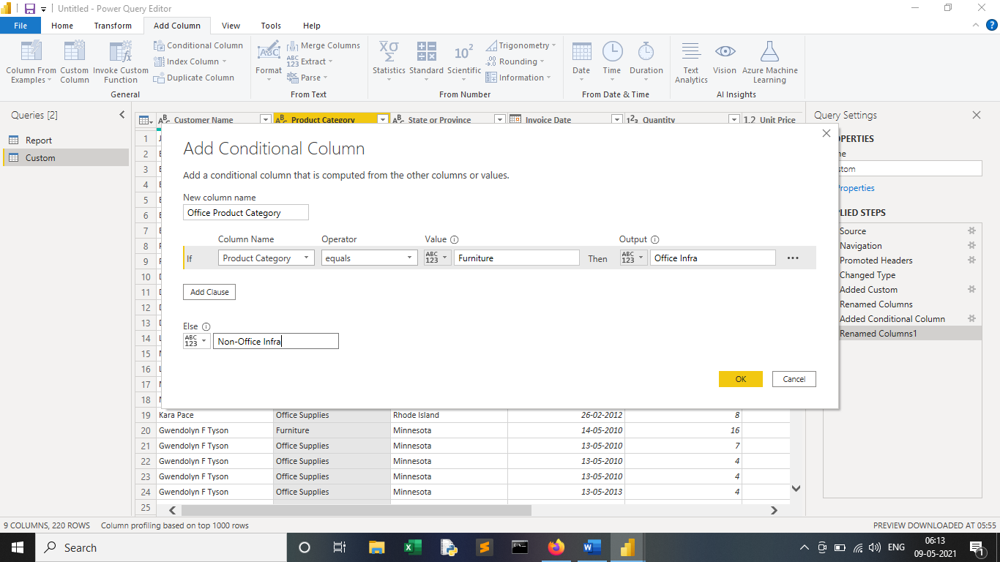 Untitled - Power Query Editor
File Home Transform Add Column View Tools Help
Column From Examples
Custom Column
Invoke Custom Function
Conditional Column
Index Column
Duplicate Column
General
Format
ABC
Merge Columns
Extract
Parse
From Text
Statistics
Standard
Scientific
Trigonometry
Rounding
Information
From Number
Date
Time
Duration
From Date & Time
Text Analytics
Vision
Azure Machine Learning
AI Insights
Queries [2]
Report
Custom
Customer Name Product Category State or Province Invoice Date Quantity Unit Price
Add Conditional Column
Add a conditional column that is computed from the other columns or values.
New column name
Office Product Category
Column Name Operator Value Output
If Product Category equals ABC 123 Furniture Then ABC 123 Office Infra
Add Clause
Else
ABC 123 Non-Office Infra
OK Cancel
1
2
3
4
5
6
7
8
9
10
11
12
13
14
15
16
17
18
19 Kara Pace Office Supplies Rhode Island 26-02-2012 8
20 Gwendolyn F Tyson Furniture Minnesota 14-05-2010 16
21 Gwendolyn F Tyson Office Supplies Minnesota 13-05-2010 7
22 Gwendolyn F Tyson Office Supplies Minnesota 13-05-2010 4
23 Gwendolyn F Tyson Office Supplies Minnesota 13-05-2010 4
24 Gwendolyn F Tyson Office Supplies Minnesota 13-05-2013 4
25
Query Settings
OPERTIES
me
stom
Properties
PLIED STEPS
Source
Navigation
Promoted Headers
Changed Type
Added Custom
Renamed Columns
Added Conditional Column
Renamed Columns1
9 COLUMNS, 220 ROWS Column profiling based on top 1000 rows PREVIEW DOWNLOADED AT 05:55
Search
ENG
06:13
09-05-2021
1